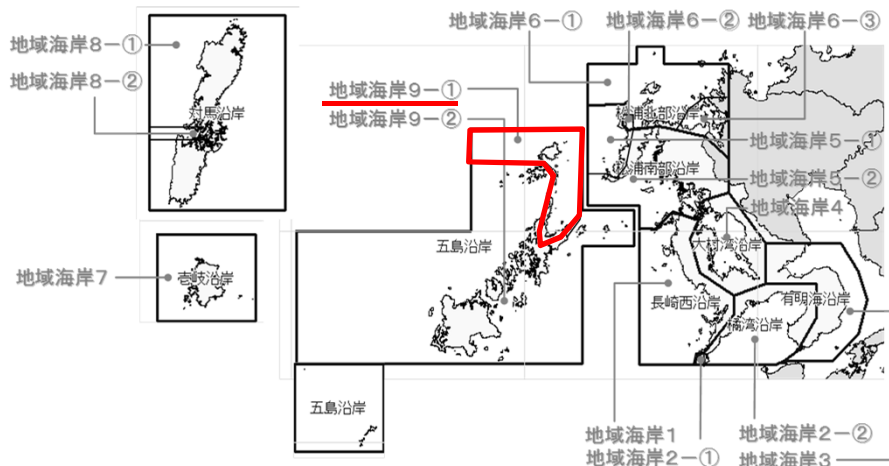 地域海岸6－①
地域海岸6－②
地域海岸6－③
地域海岸8－①
地域海岸8－②
対馬沿岸
地域海岸9－①
地域海岸9－②
松浦北部沿岸
地域海岸5－①
松浦南部沿岸
地域海岸5－②
地域海岸4
大村湾沿岸
五島沿岸
地域海岸7
壱岐沿岸
長崎西沿岸
有明海沿岸
橘湾沿岸
五島沿岸
地域海岸1
地域海岸2－①
地域海岸2－②
地域海岸3